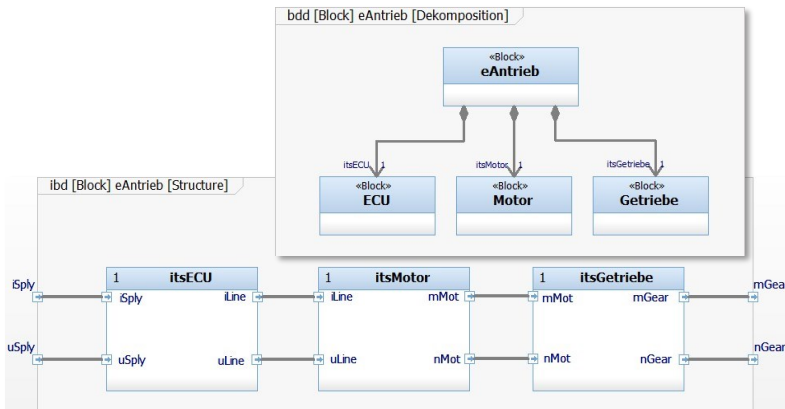 bdd [Block] eAntrieb [Dekomposition]
«Block»
eAntrieb
itsECU 1
itsMotor 1
itsGetriebe 1
«Block»
ECU
«Block»
Motor
«Block»
Getriebe
ibd [Block] eAntrieb [Structure]
1 itsECU
1 itsMotor
1 itsGetriebe
iSply
iSply
iLine
iLine
mMot
mMot
mGear
mGea
uSply
uSply
uLine
uLine
nMot
nMot
nGear
nGear